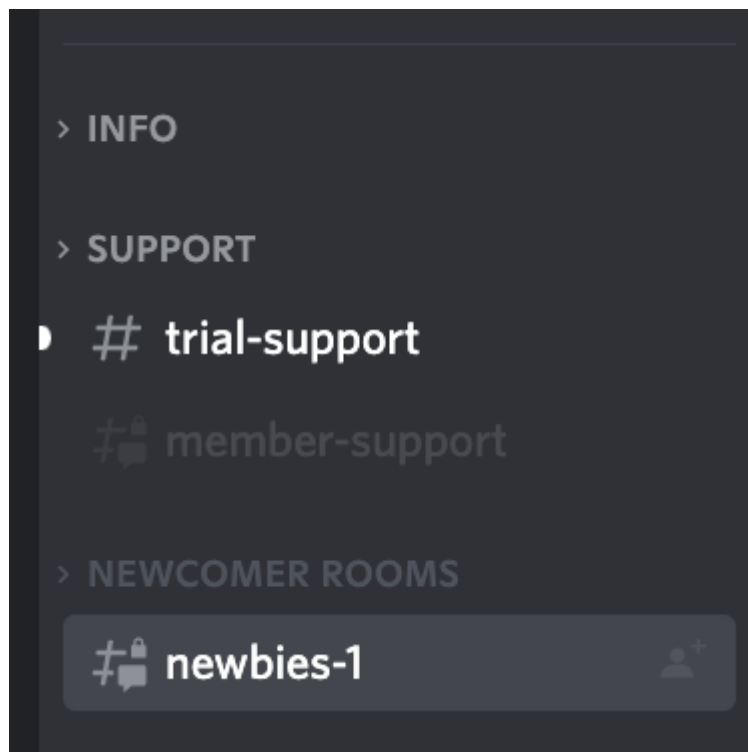 INFO
SUPPORT
trial-support
member-support
NEWCOMER ROOMS
newbies-1